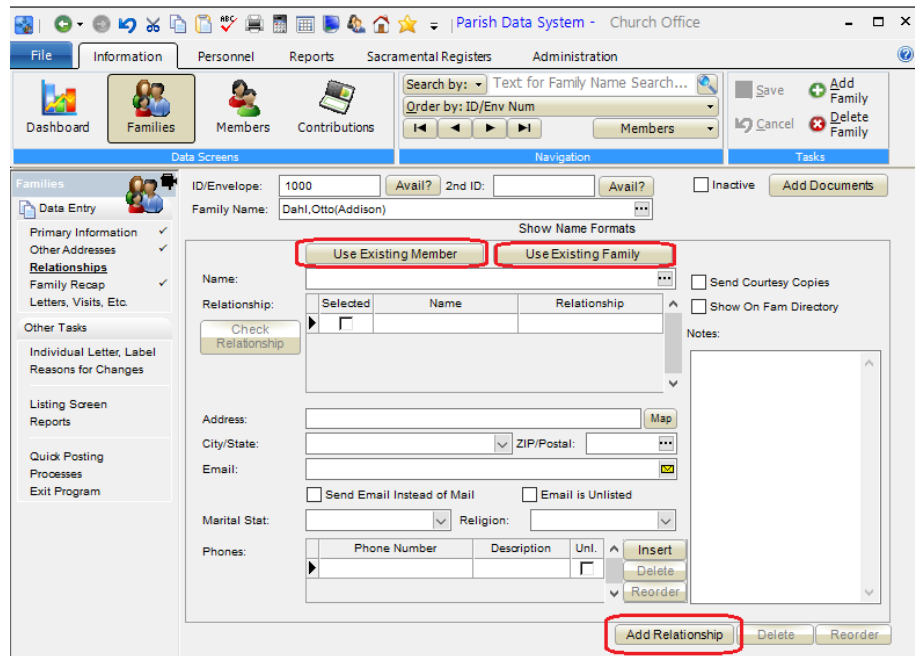 ABC
Parish Data System - Church Office
File Information Personnel Reports Sacramental Registers Administration
Dashboard Families Members Contributions
Search by: Text for Family Name Search...
Order by: ID/Env Num
Members
Save Add Family
Cancel Delete Family
Data Screens Navigation Tasks
Families
Data Entry
Primary Information
Other Addresses
Relationships
Family Recap
Letters, Visits, Etc.
Other Tasks
Individual Letter, Label
Reasons for Changes
Listing Screen
Reports
Quick Posting
Processes
Exit Program
ID/Envelope: 1000 Avail? 2nd ID: Avail? Inactive Add Documents
Family Name: Dahl,Otto(Addison) ...
Show Name Formats
Use Existing Member Use Existing Family
Name: ... Send Courtesy Copies
Relationship: Selected Name Relationship Show On Fam Directory
Check Relationship
Notes:
Address: Map
City/State: ZIP/Postal: ...
Email:
Send Email Instead of Mail Email is Unlisted
Marital Stat: Religion:
Phones: Phone Number Description Unl. Insert
Delete
Reorder
Add Relationship Delete Reorder